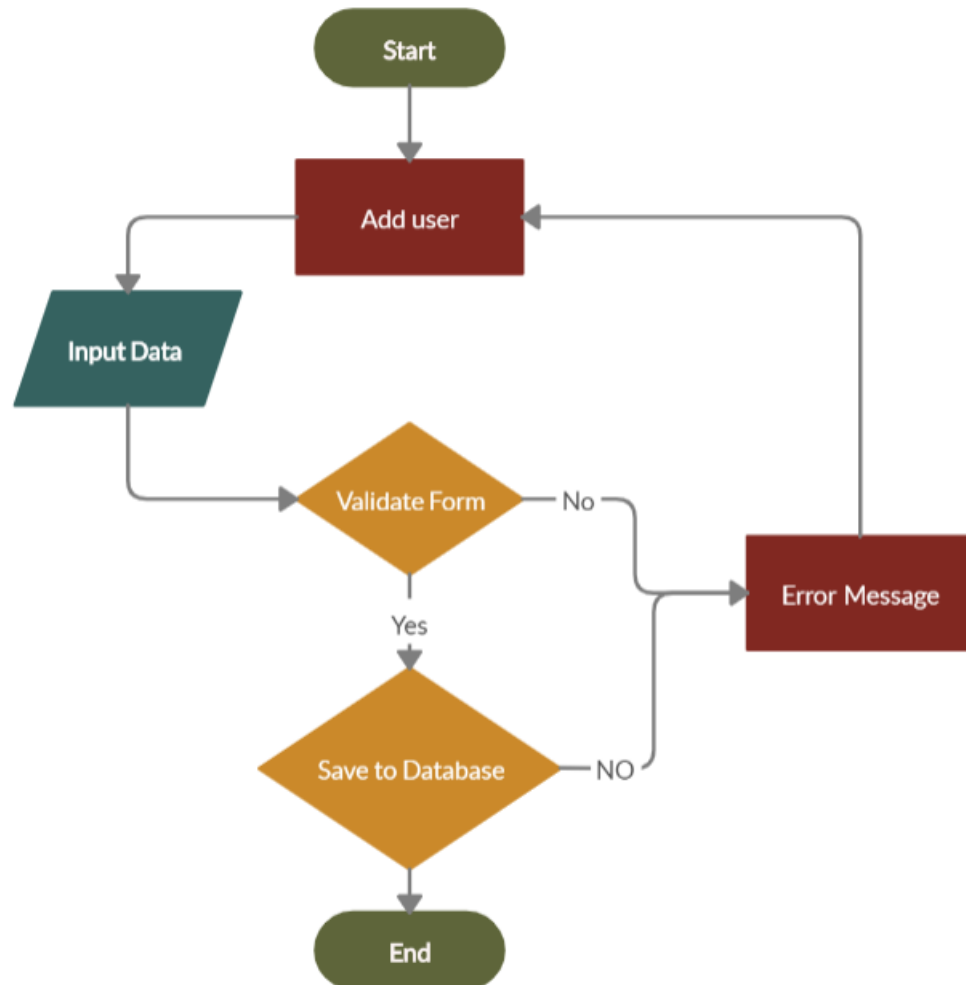 Start
Add user
Input Data
Validate Form
No
Error Message
Yes
Save to Database
NO
End